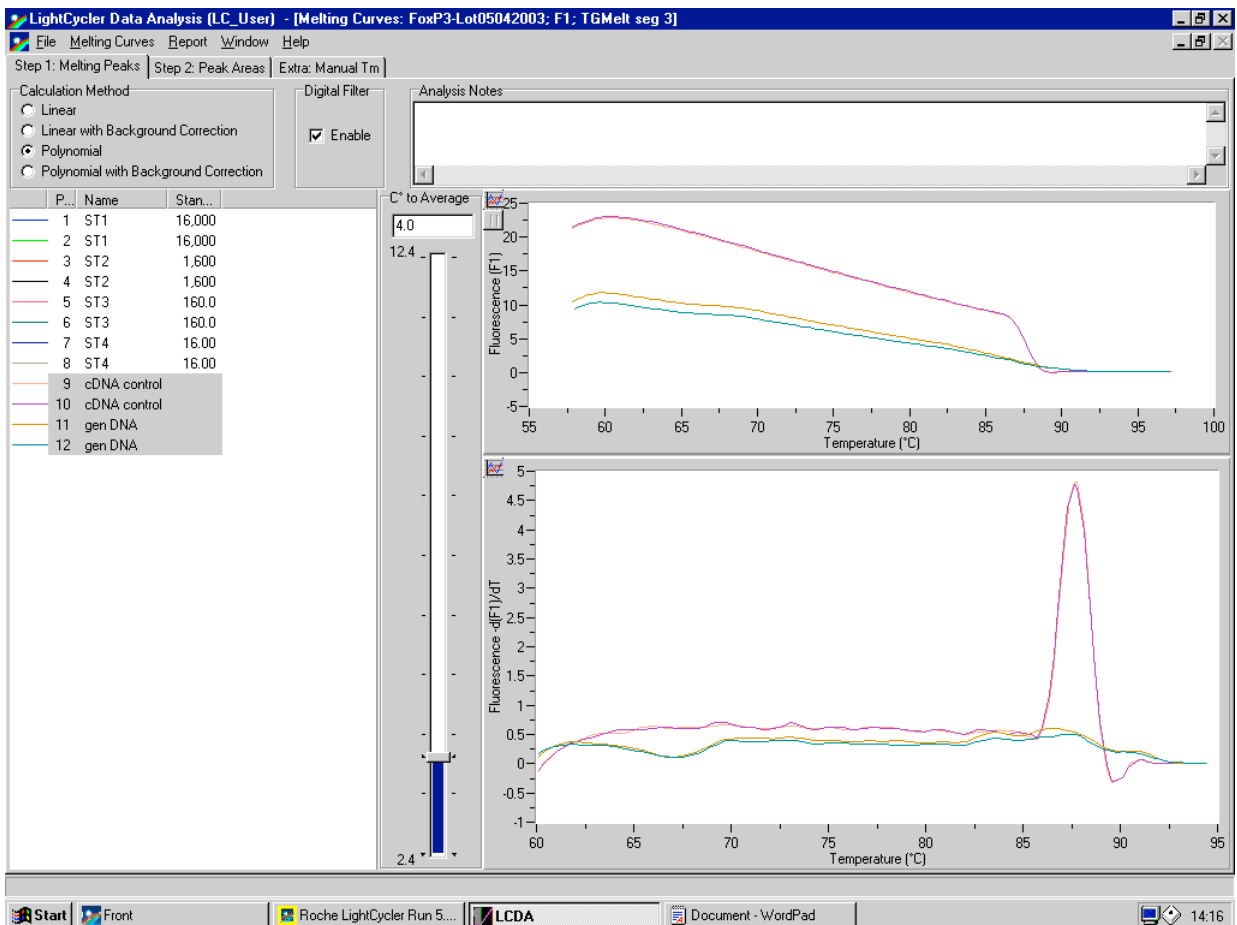 LightCycler Data Analysis (LC_User) - [Melting Curves: FoxP3-Lot05042003; F1; TGMelt seg 3]
File Melting Curves Report Window Help
Step 1: Melting Peaks Step 2: Peak Areas Extra: Manual Tm
Calculation Method
Linear
Linear with Background Correction
Polynomial
Polynomial with Background Correction
Digital Filter
Enable
Analysis Notes
P... Name Stan...
1 ST1 16,000
2 ST1 16,000
3 ST2 1,600
4 ST2 1,600
5 ST3 160.0
6 ST3 160.0
7 ST4 16.00
8 ST4 16.00
9 cDNA control
10 cDNA control
11 gen DNA
12 gen DNA
C° to Average
4.0
12.4
2.4
25
20
15
10
5
0
-5
Fluorescence (F1)
55 60 65 70 75 80 85 90 95 100
Temperature (°C)
5
4.5
4
3.5
3
2.5
2
1.5
1
0.5
0
-0.5
-1
Fluorescence -d(F1)/dT
60 65 70 75 80 85 90 95
Temperature (°C)
Start Front Roche LightCycler Run 5.... LCDA Document - WordPad 14:16